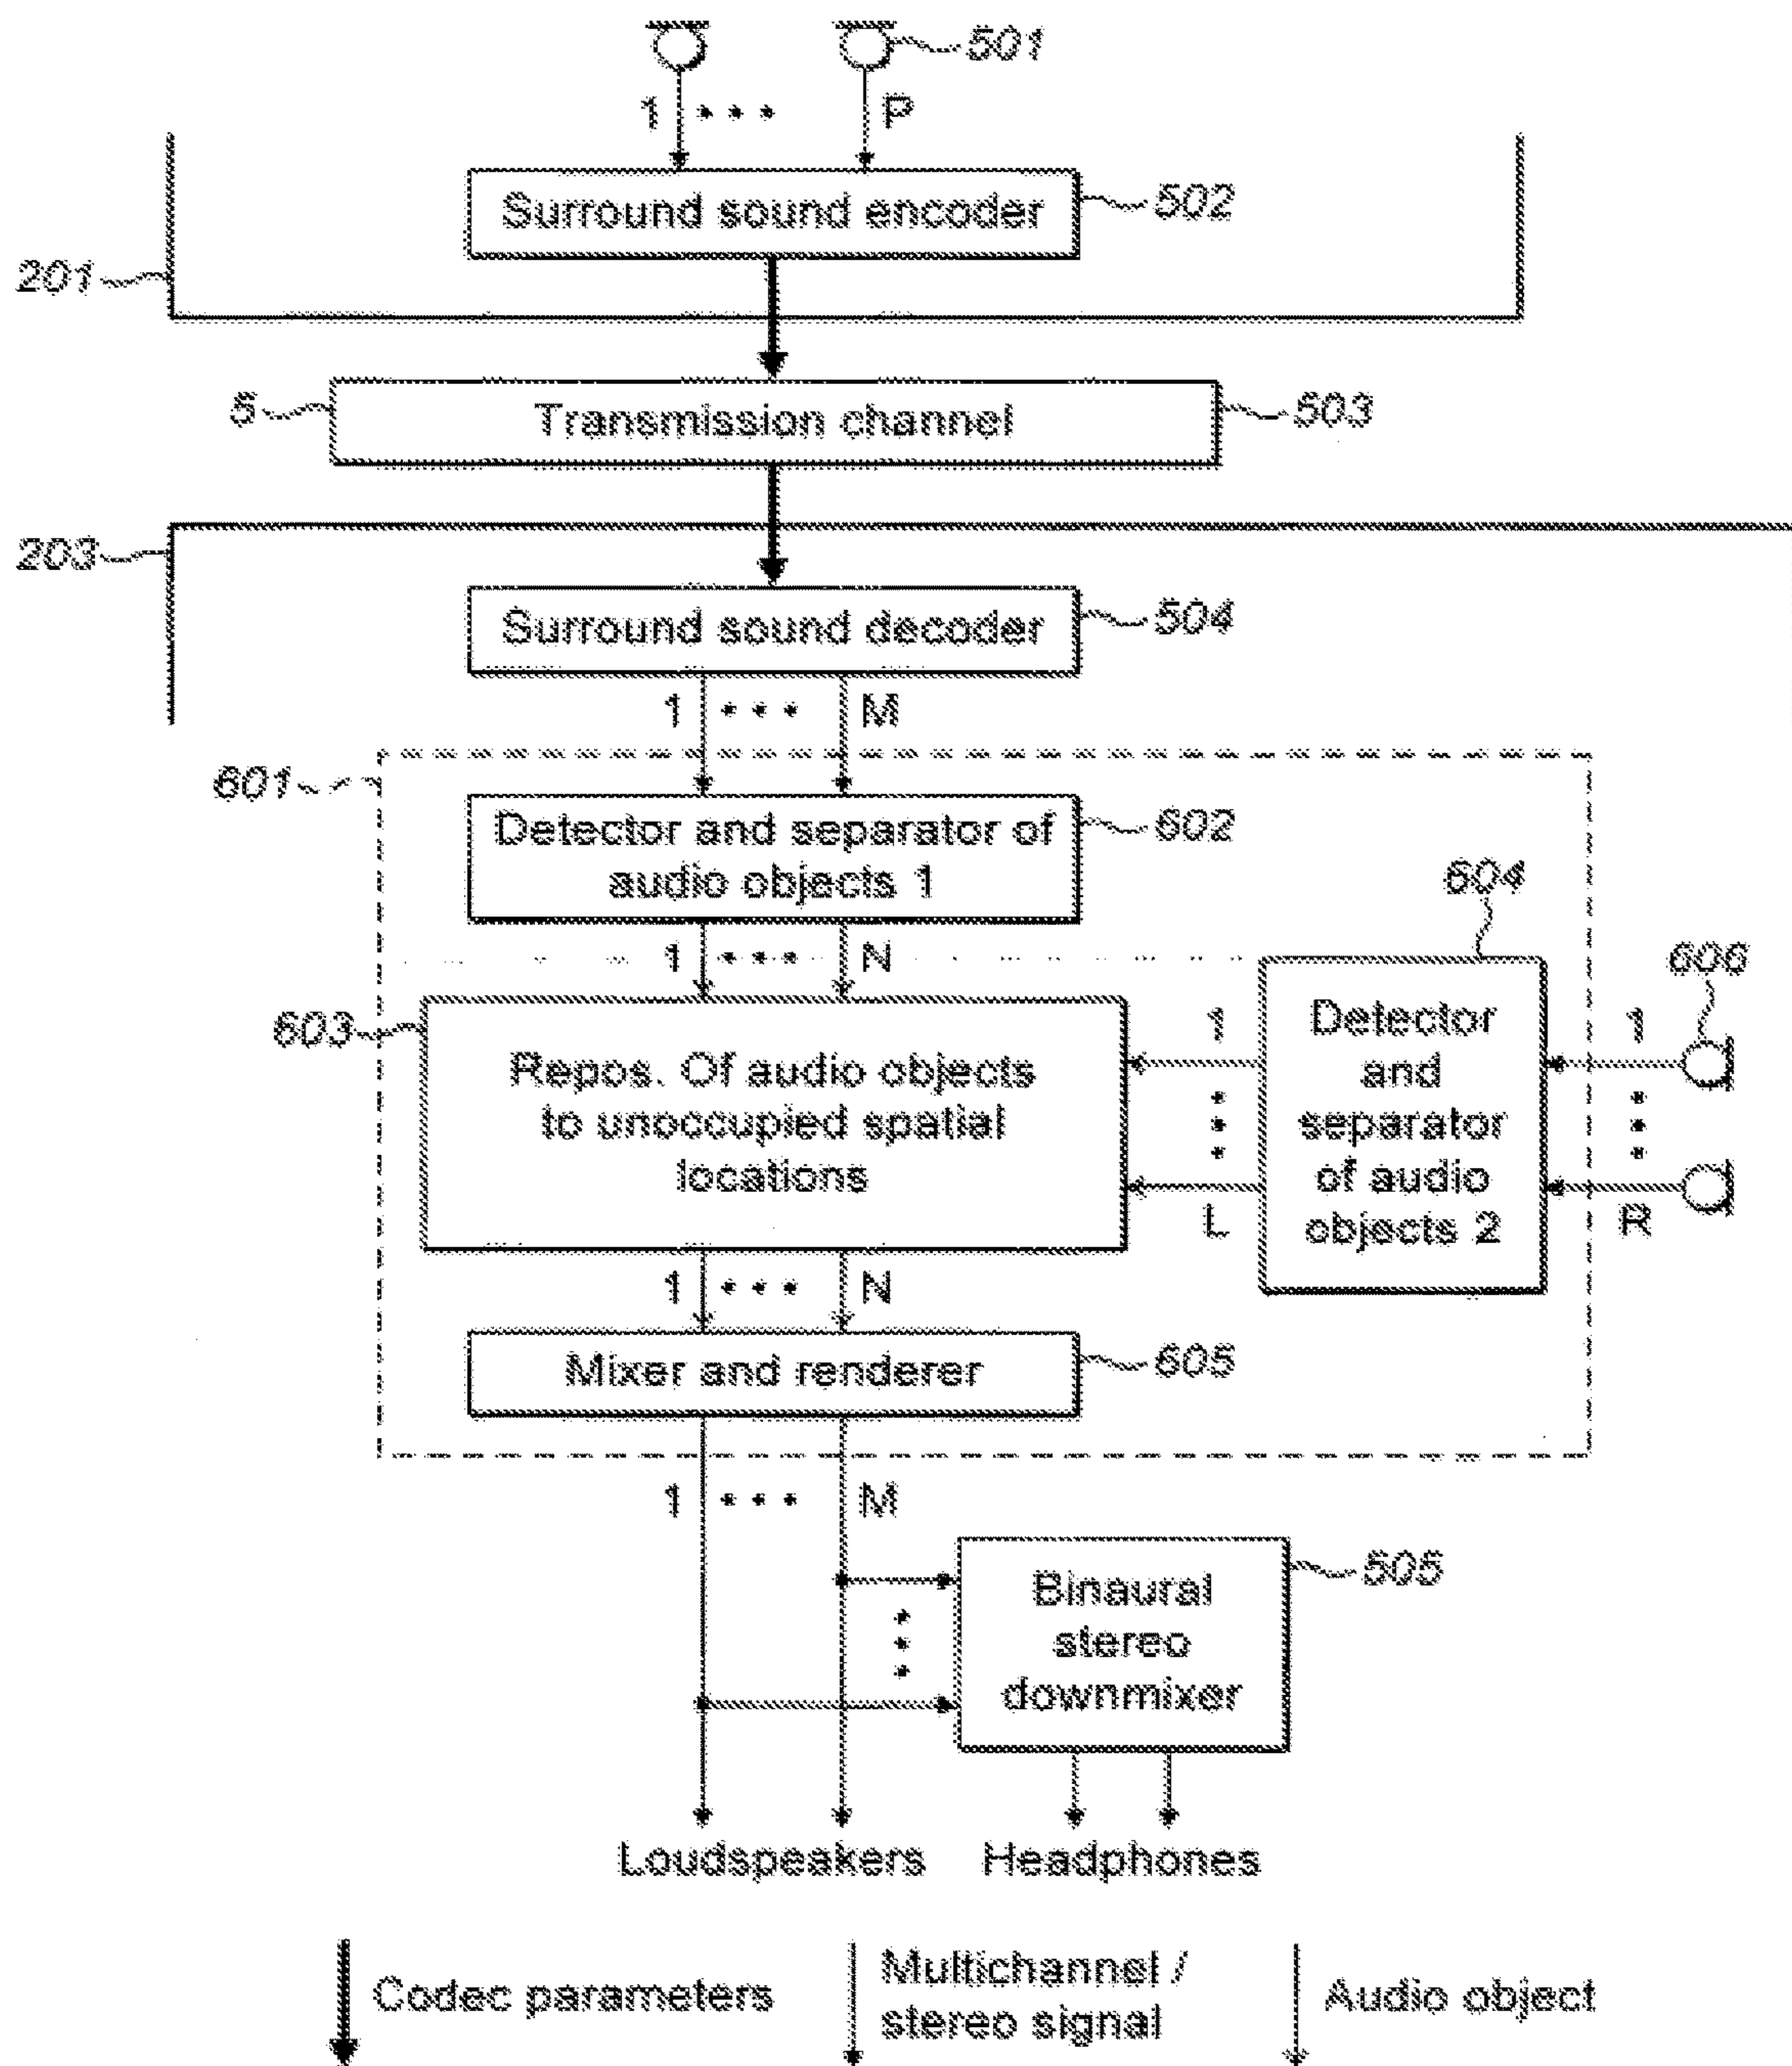 501
1 • • • P
Surround sound encoder
502
201
5
Transmission channel
503
203
Surround sound decoder
504
1 • • • M
601
Detector and separator of
audio objects 1
602
604
1 • • • N
606
603
Repos. Of audio objects
to unoccupied spatial
locations
1
L
Detector
and
separator
of audio
objects 2
1
R
1 • • • N
Mixer and renderer
605
1 • • • M
Binaural
stereo
downmixer
505
Loudspeakers
Headphones
Codec parameters
Multichannel /
stereo signal
Audio object